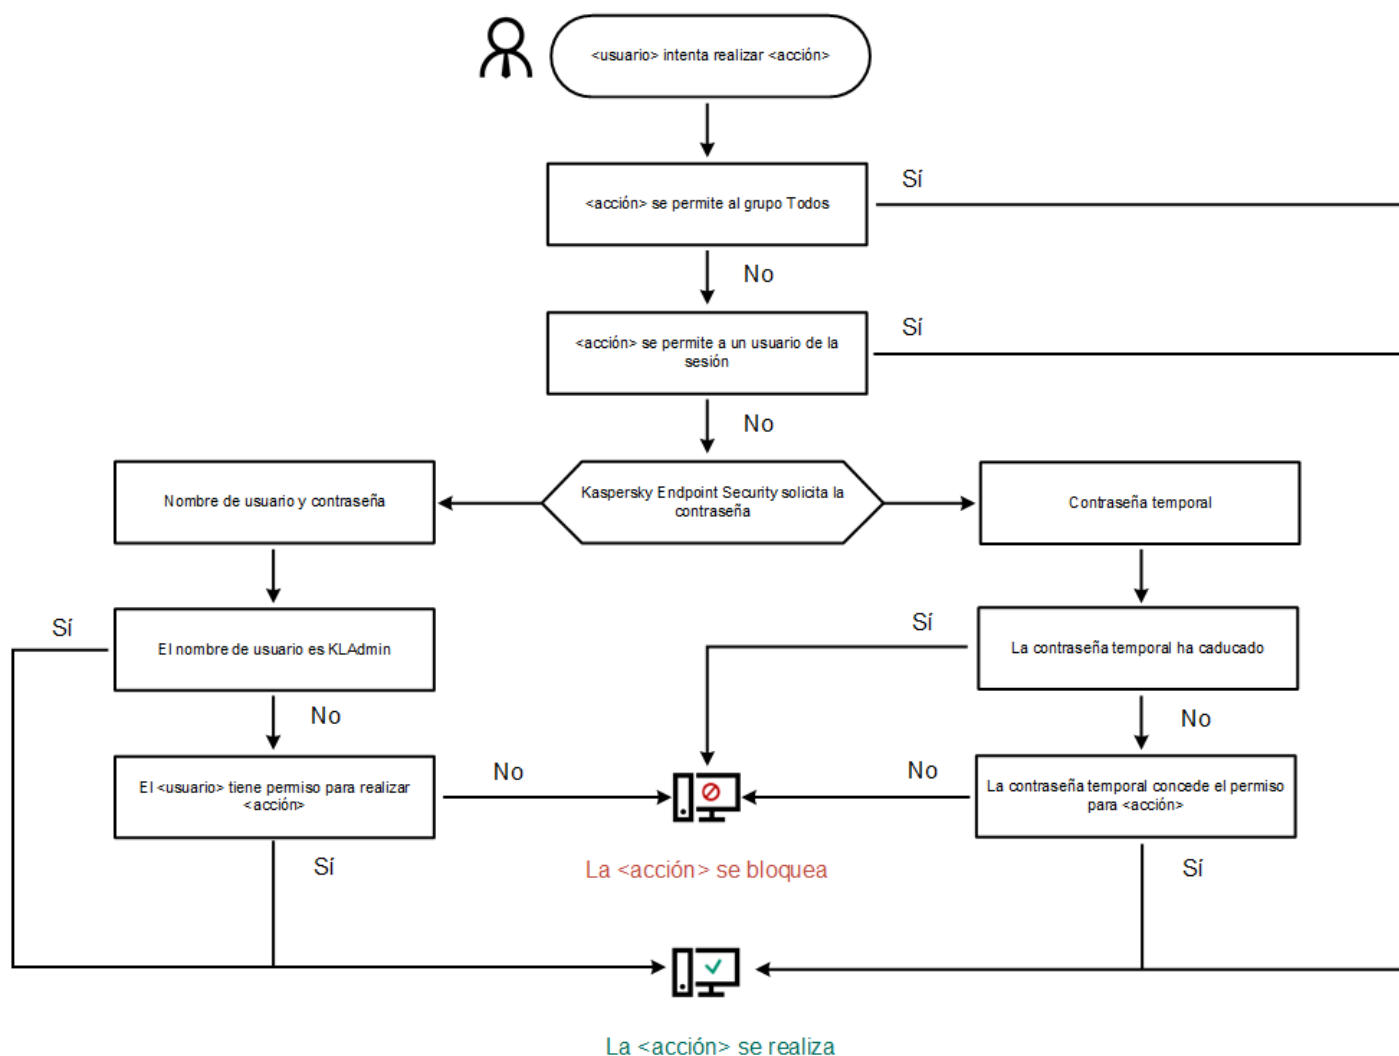 <usuario> intenta realizar <acción>
Sí
<acción> se permite al grupo Todos
No
Sí
<acción> se permite a un usuario de la
sesión
No
Nombre de usuario y contraseña
Kaspersky Endpoint Security solicita la
contraseña
Contraseña temporal
Sí
El nombre de usuario es KLAdmin
Sí
La contraseña temporal ha caducado
No
No
El <usuario> tiene permiso para realizar
<acción>
No
No
La contraseña temporal concede el permiso
para <acción>
Sí
La <acción> se bloquea
Sí
La <acción> se realiza